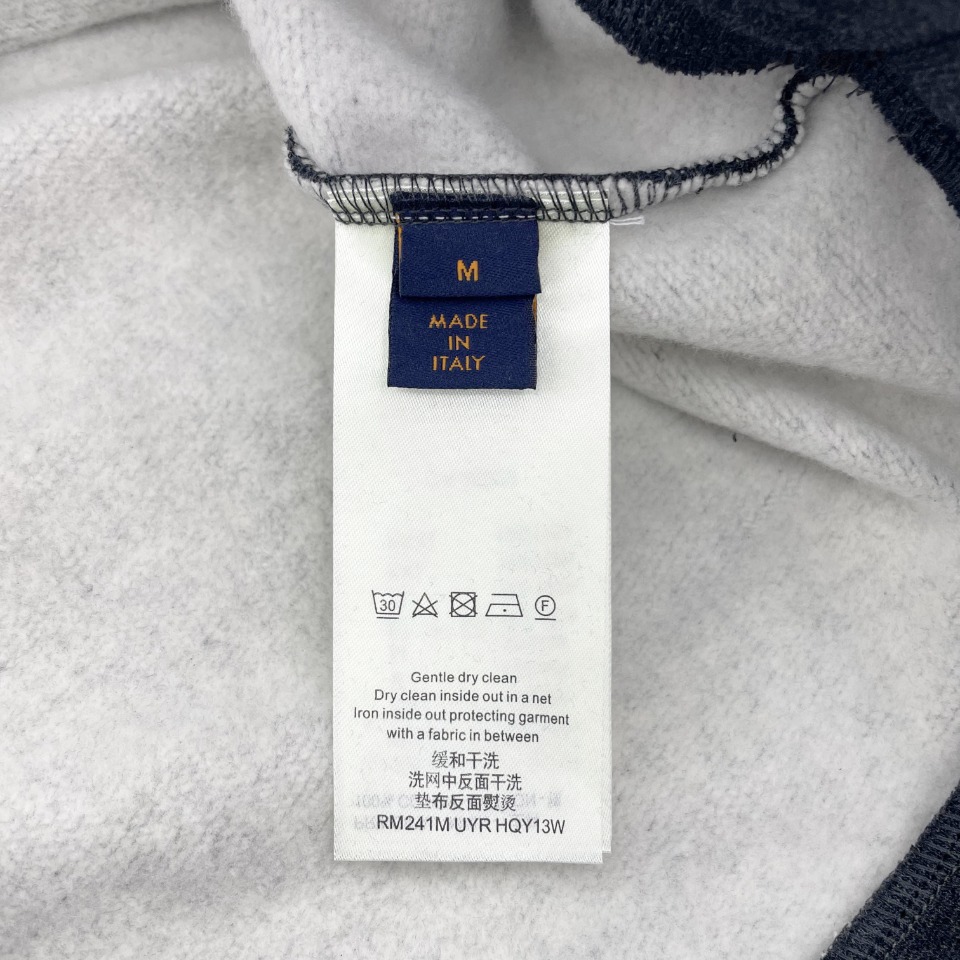 M
MADE
IN
ITALY
30
F
Gentle dry clean
Dry clean inside out in a net
Iron inside out protecting garment
with a fabric in between
缓和干洗
洗网中反面干洗
垫布反面熨烫
RM241M UYR HQY13W